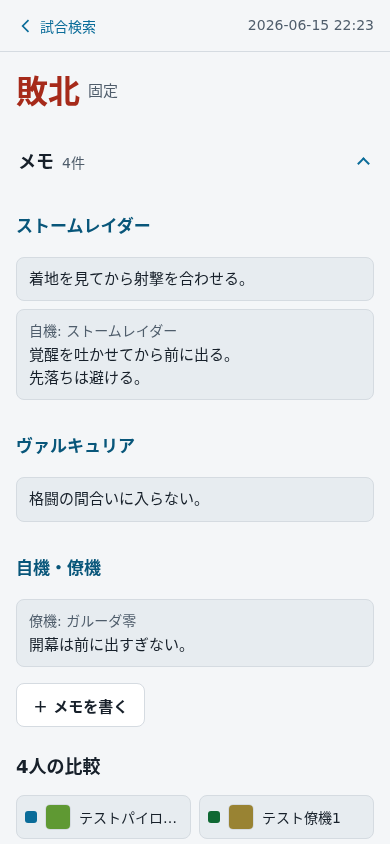 試合検索
2026-06-15 22:23
敗北 固定
メモ 4件
ストームレイダー
着地を見てから射撃を合わせる。
自機: ストームレイダー
覚醒を吐かせてから前に出る。
先落ちは避ける。
ヴァルキュリア
格闘の間合いに入らない。
自機・僚機
僚機: ガルーダ零
開幕は前に出すぎない。
＋ メモを書く
4人の比較
テストパイロ…
テスト僚機1